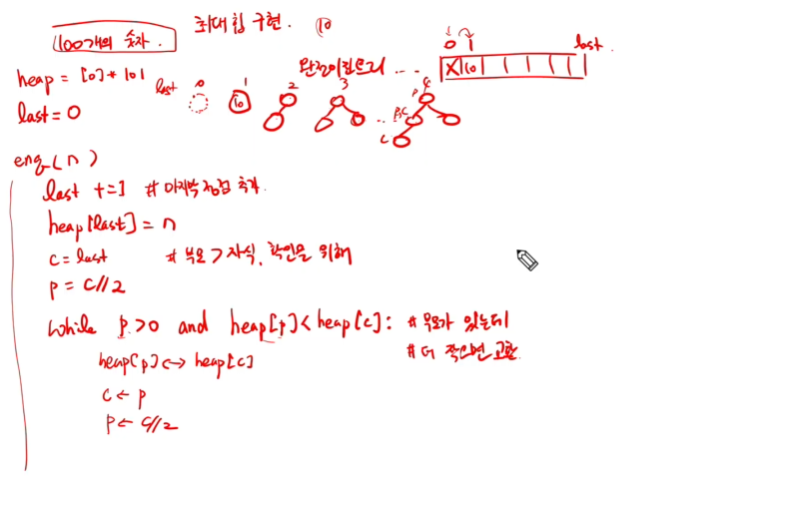 최대힙 구현. 10
100개의 숫자.
0 1 last.
X 10
완전이진트리 ...
heap = [0] * 101
last 0 1 2 3 4
10
.. P P, C C
last = 0
enq(n)
last += 1 # 마지막 정점 추가.
heap[last] = n
c = last # 부모 > 자식, 확인을 위해
p = c//2
while p > 0 and heap[p] < heap[c]: # 부모가 있는데
# 더 작으면 교환
heap[p] ↔ heap[c]
c ← p
p ← c//2